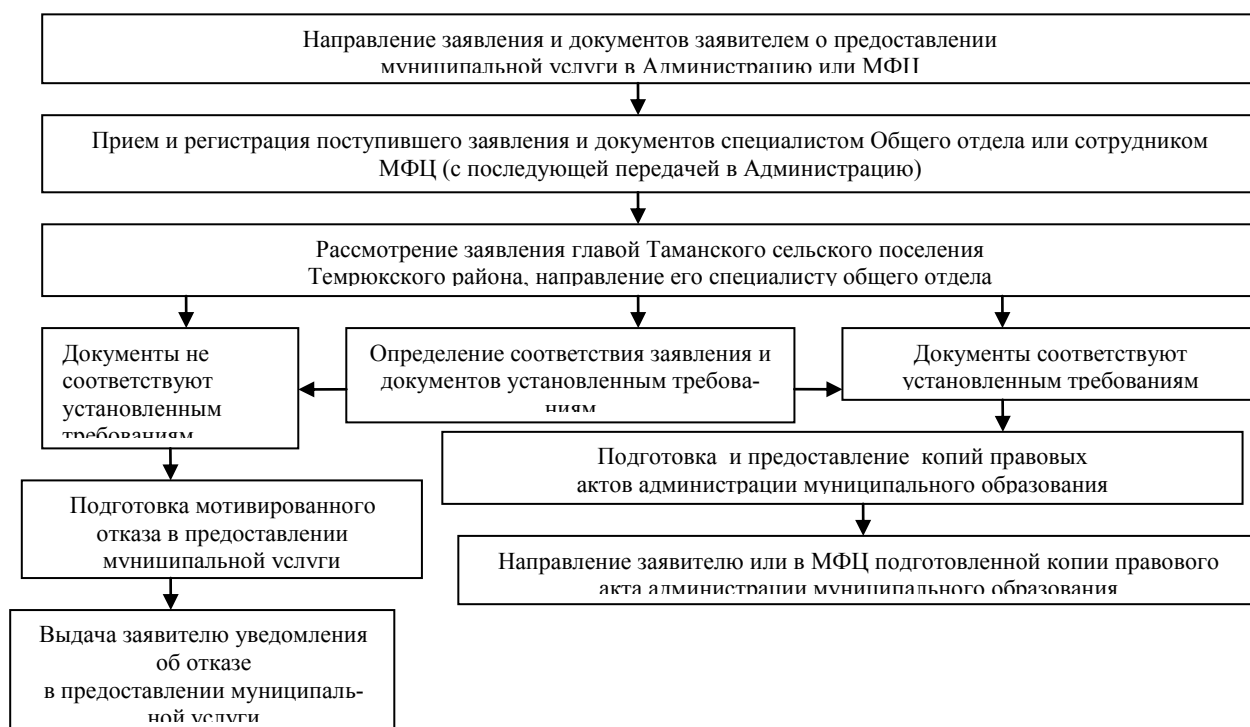 Направление заявления и документов заявителем о предоставлении
муниципальной услуги в Администрацию или МФЦ
Прием и регистрация поступившего заявления и документов специалистом Общего отдела или сотрудником
МФЦ (с последующей передачей в Администрацию)
Рассмотрение заявления главой Таманского сельского поселения
Темрюкского района, направление его специалисту общего отдела
Документы не
соответствуют
установленным
требованиям
Определение соответствия заявления и
документов установленным требова-
ниям
Документы соответствуют
установленным требованиям
Подготовка и предоставление копий правовых
актов администрации муниципального образования
Подготовка мотивированного
отказа в предоставлении
муниципальной услуги
Направление заявителю или в МФЦ подготовленной копии правового
акта администрации муниципального образования
Выдача заявителю уведомления
об отказе
в предоставлении муниципаль-
ной услуги